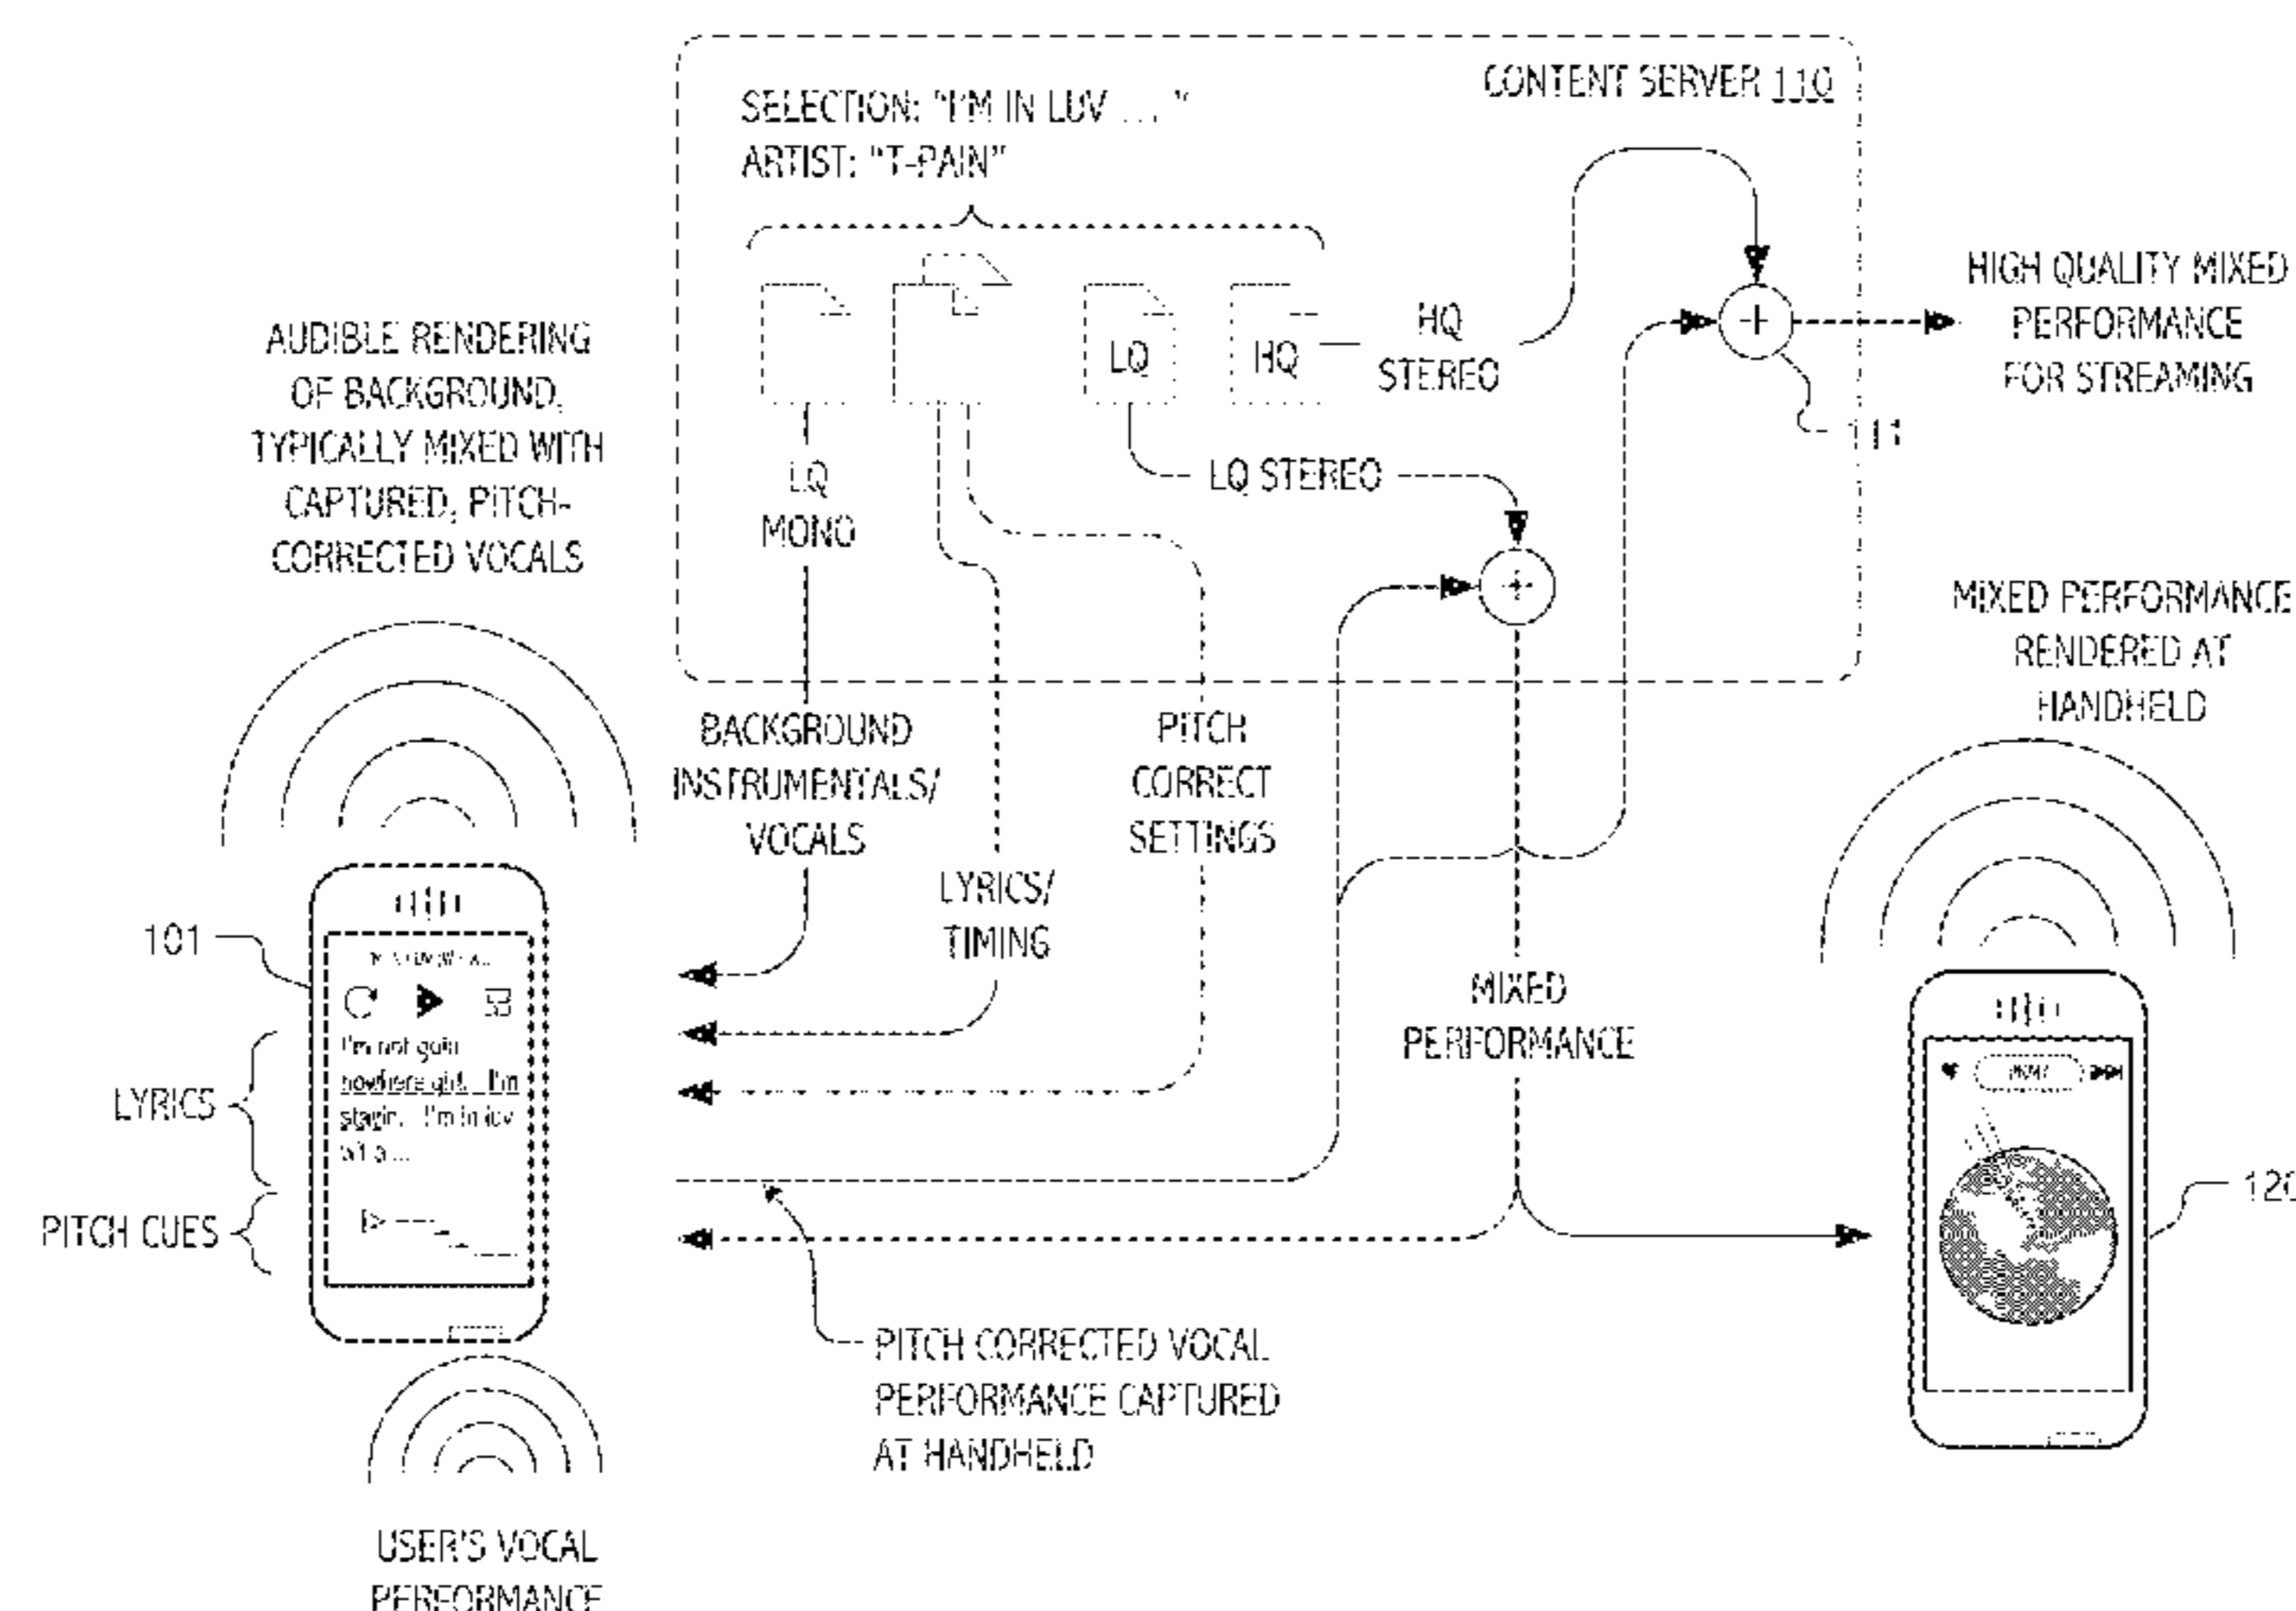 CONTENT SERVER 110
SELECTION: "I'M IN LUV ... "
ARTIST: "T-PAIN"
HIGH QUALITY MIXED
PERFORMANCE
FOR STREAMING
HQ
STEREO
LQ
HQ
111
AUDIBLE RENDERING
OF BACKGROUND,
TYPICALLY MIXED WITH
CAPTURED, PITCH-
CORRECTED VOCALS
LQ
MONO
LQ STEREO
MIXED PERFORMANCE
RENDERED AT
HANDHELD
BACKGROUND
INSTRUMENTALS/
VOCALS
PITCH
CORRECT
SETTINGS
LYRICS/
TIMING
MIXED
PERFORMANCE
101
LYRICS
I'm not goin
nowhere girl. I'm
stayin. I'm in luv
wit a ...
PITCH CUES
120
PITCH CORRECTED VOCAL
PERFORMANCE CAPTURED
AT HANDHELD
USER'S VOCAL
PERFORMANCE